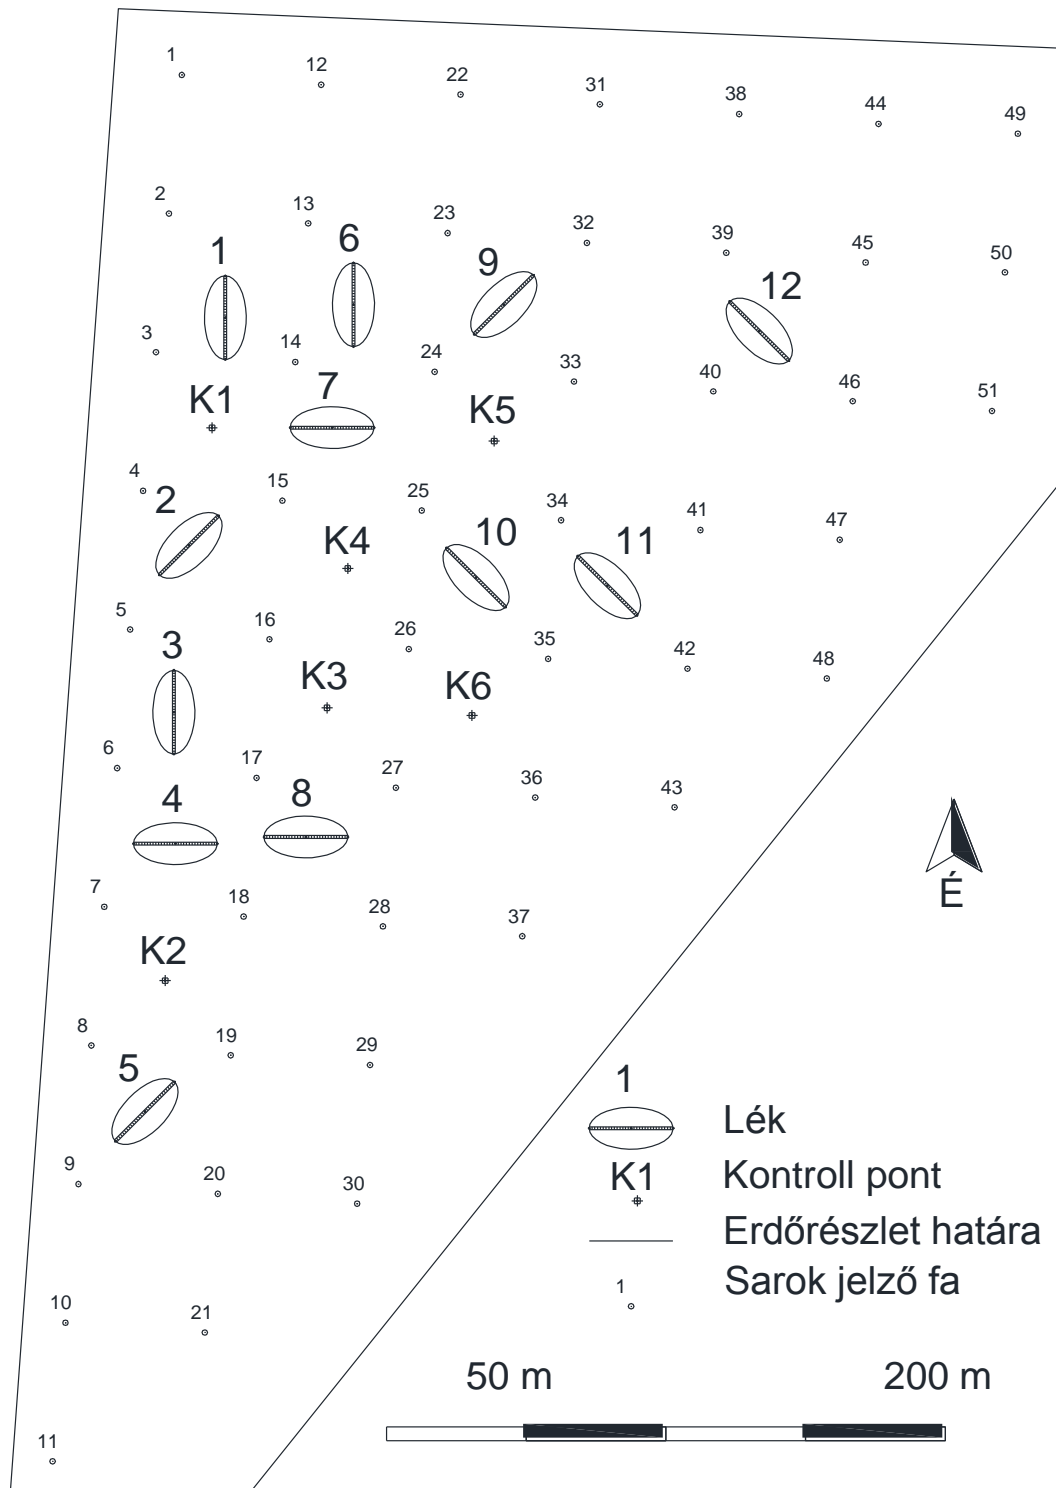 1 12 22 31 38 44 49
2 13 23 32 39 45 50
1 6 9 12
3 14 24 33 40 46 51
K1 7 K5
4 15 25 34 41 47
2 K4 10 11
5 16 26 35 42 48
3 K3 K6
6 17 27 36 43
4 8
É
7 18 28 37
K2
8 19 29
5
1
Lék
K1 Kontroll pont
9 20 30
Erdőrészlet határa
1 Sarok jelző fa
10 21
50 m 200 m
11